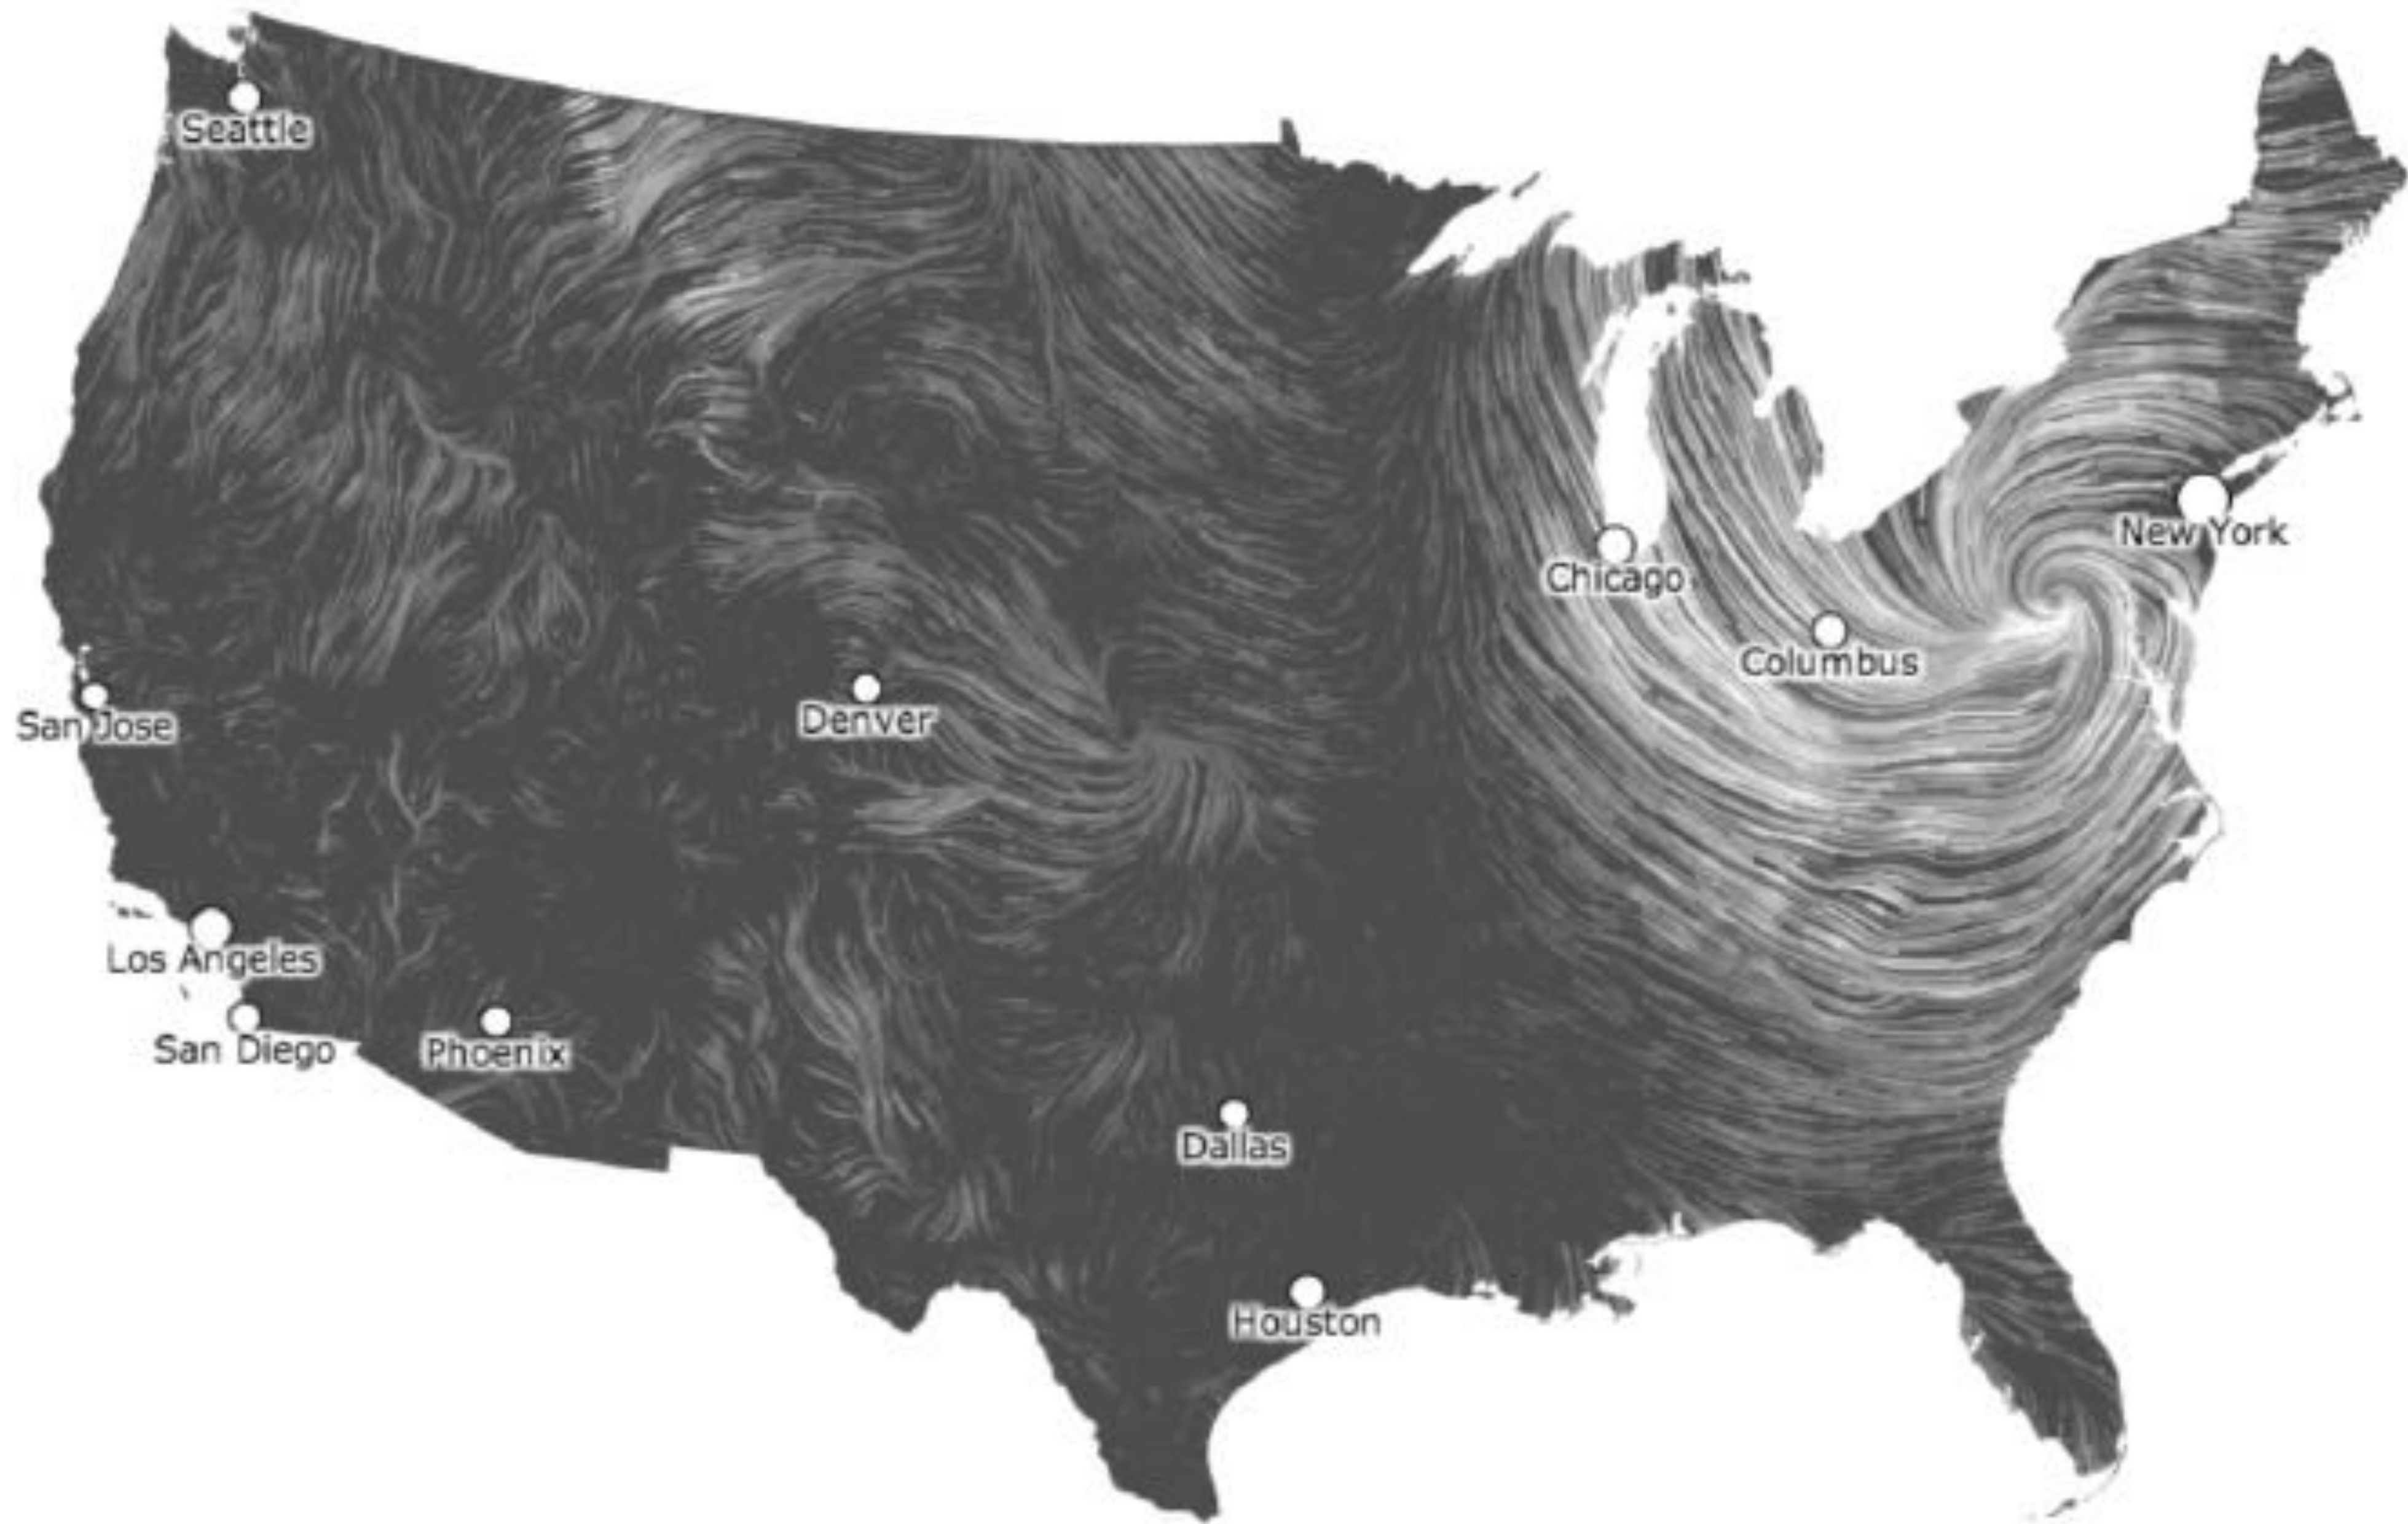 Seattle
New York
Chicago
Columbus
San Jose
Denver
Los Angeles
San Diego
Phoenix
Dallas
Houston